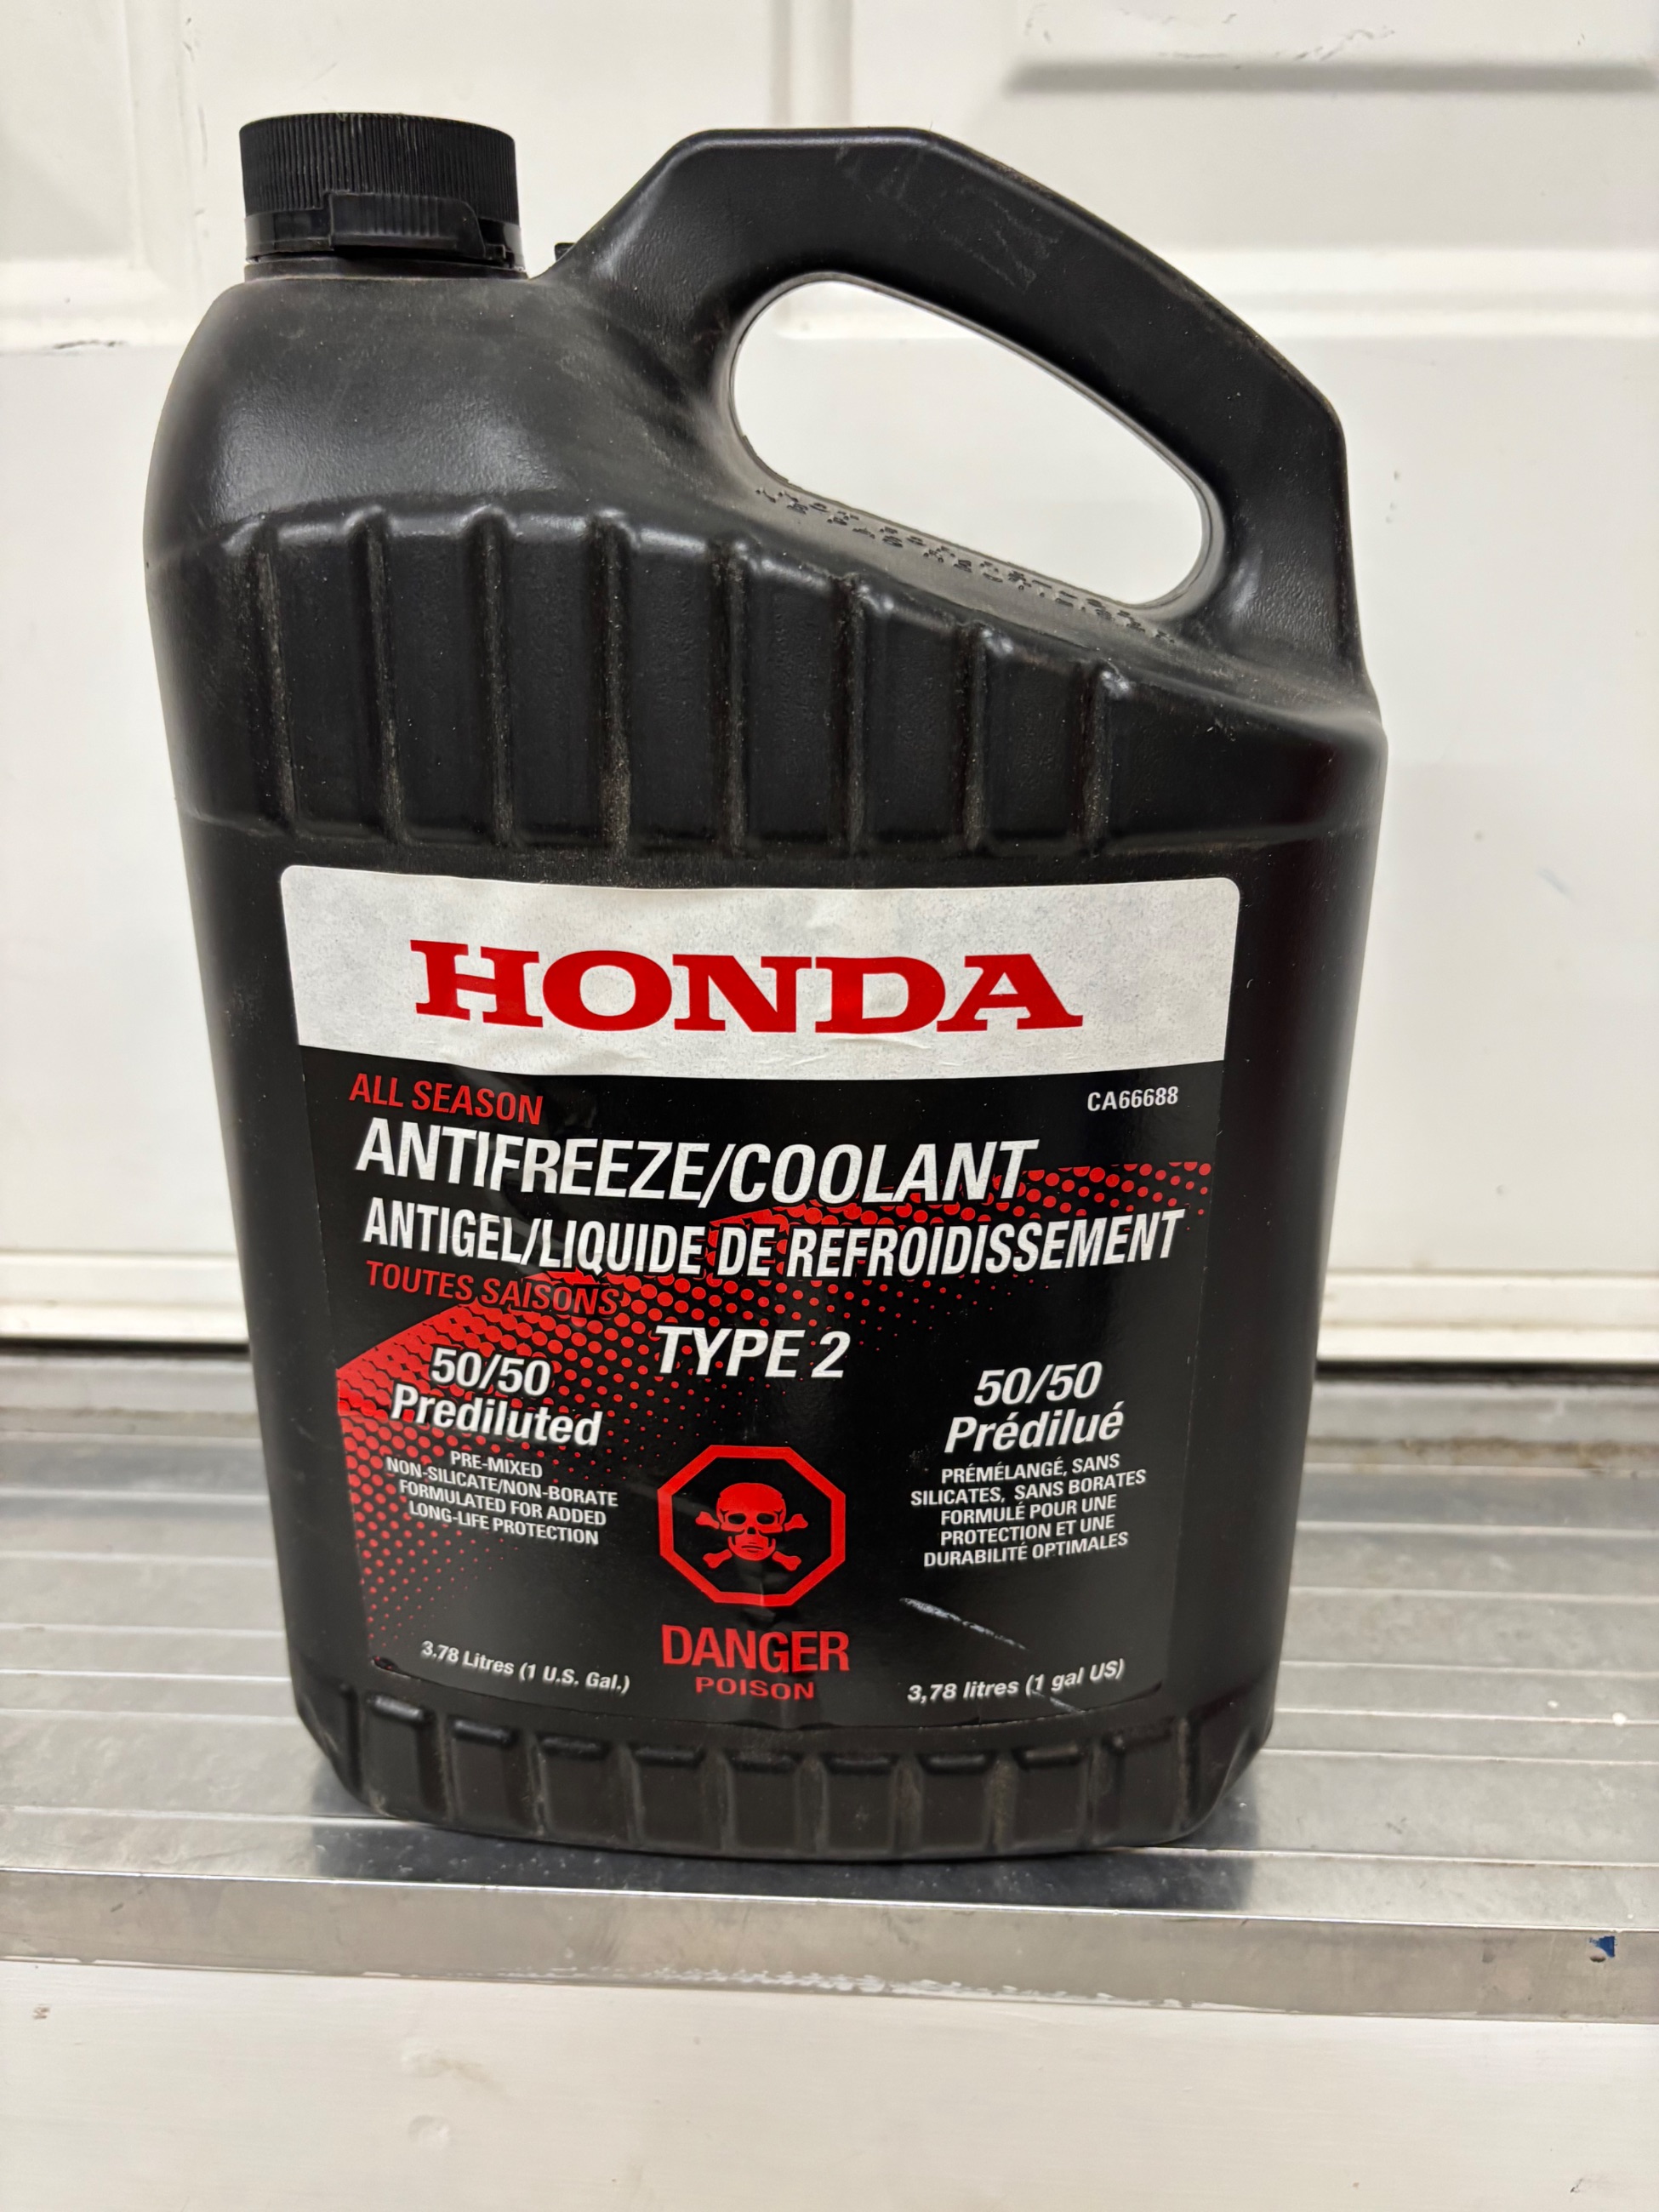 HONDA
CA66688
ALL SEASON
ANTIFREEZE/COOLANT
ANTIGEL/LIQUIDE DE REFROIDISSEMENT
TOUTES SAISONS
TYPE 2
50/50
Prediluted
PRE-MIXED
NON-SILICATE/NON-BORATE
FORMULATED FOR ADDED
LONG-LIFE PROTECTION
50/50
Prédilué
PRÉMÉLANGÉ, SANS
SILICATES, SANS BORATES
FORMULÉ POUR UNE
PROTECTION ET UNE
DURABILITÉ OPTIMALES
DANGER
POISON
3.78 Litres (1 U.S. Gal.)
3,78 litres (1 gal US)